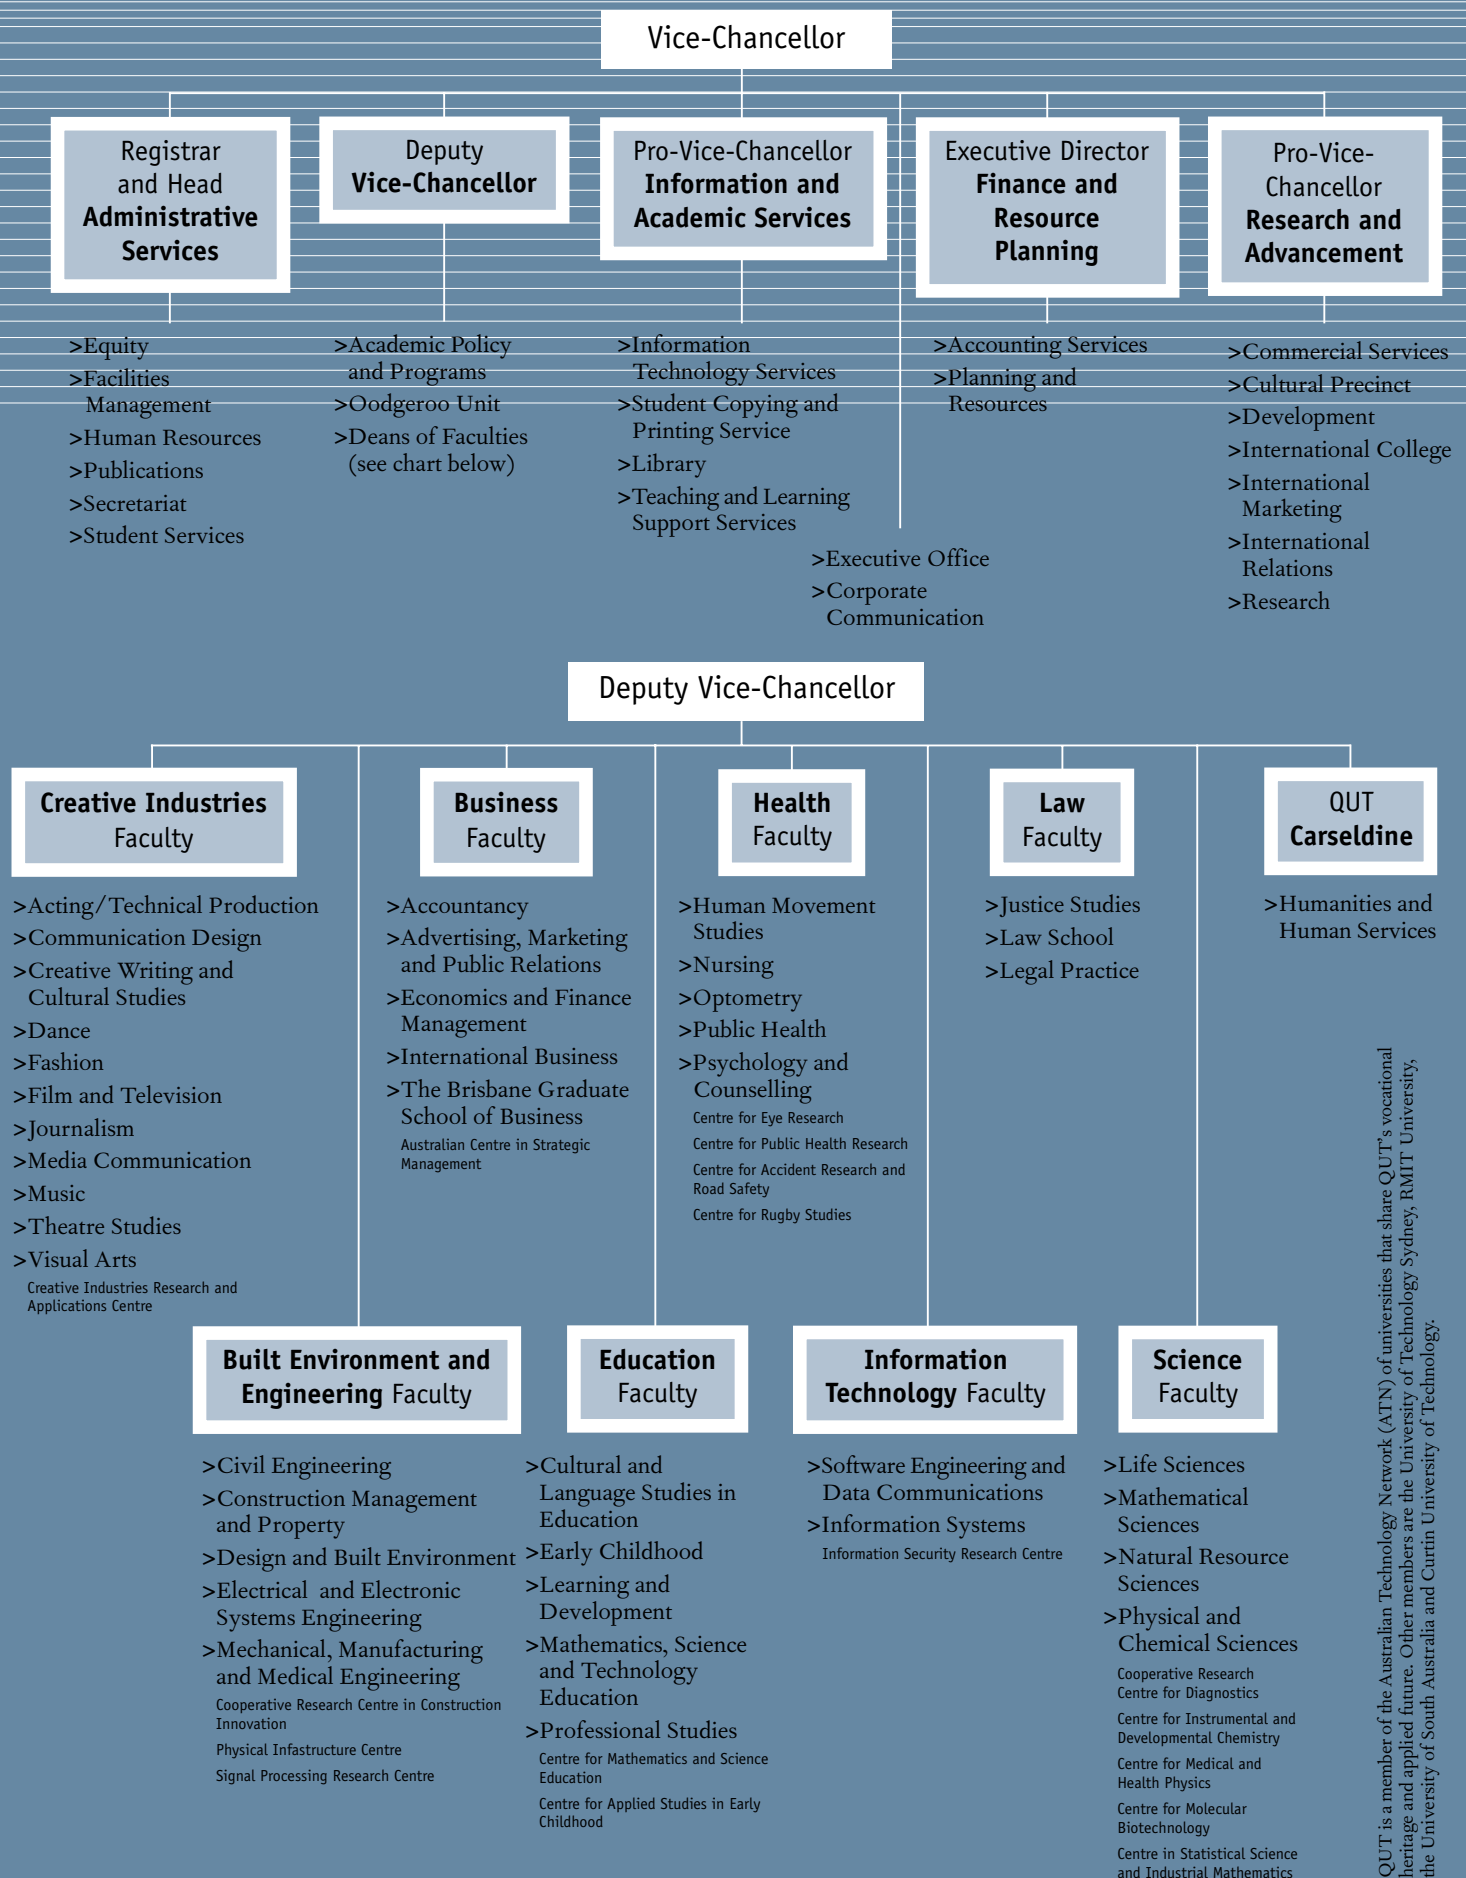 Vice-Chancellor
Registrar
and Head
Administrative
Services
Deputy
Vice-Chancellor
Pro-Vice-Chancellor
Information and
Academic Services
Executive Director
Finance and
Resource
Planning
Pro-Vice-
Chancellor
Research and
Advancement
>Equity
>Facilities
Management
>Human Resources
>Publications
>Secretariat
>Student Services
>Academic Policy
and Programs
>Oodgeroo Unit
>Deans of Faculties
(see chart below)
>Information
Technology Services
>Student Copying and
Printing Service
>Library
>Teaching and Learning
Support Services
>Executive Office
>Corporate
Communication
>Accounting Services
>Planning and
Resources
>Commercial Services
>Cultural Precinct
>Development
>International College
>International
Marketing
>International
Relations
>Research
Deputy Vice-Chancellor
Creative Industries
Faculty
>Acting/Technical Production
>Communication Design
>Creative Writing and
Cultural Studies
>Dance
>Fashion
>Film and Television
>Journalism
>Media Communication
>Music
>Theatre Studies
>Visual Arts
Creative Industries Research and
Applications Centre
Business
Faculty
>Accountancy
>Advertising, Marketing
and Public Relations
>Economics and Finance
Management
>International Business
>The Brisbane Graduate
School of Business
Australian Centre in Strategic
Management
Health
Faculty
>Human Movement
Studies
>Nursing
>Optometry
>Public Health
>Psychology and
Counselling
Centre for Eye Research
Centre for Public Health Research
Centre for Accident Research and
Road Safety
Centre for Rugby Studies
Law
Faculty
>Justice Studies
>Law School
>Legal Practice
QUT
Carseldine
>Humanities and
Human Services
Built Environment and
Engineering Faculty
>Civil Engineering
>Construction Management
and Property
>Design and Built Environment
>Electrical and Electronic
Systems Engineering
>Mechanical, Manufacturing
and Medical Engineering
Cooperative Research Centre in Construction
Innovation
Physical Infastructure Centre
Signal Processing Research Centre
Education
Faculty
>Cultural and
Language Studies in
Education
>Early Childhood
>Learning and
Development
>Mathematics, Science
and Technology
Education
>Professional Studies
Centre for Mathematics and Science
Education
Centre for Applied Studies in Early
Childhood
Information
Technology Faculty
>Software Engineering and
Data Communications
>Information Systems
Information Security Research Centre
Science
Faculty
>Life Sciences
>Mathematical
Sciences
>Natural Resource
Sciences
>Physical and
Chemical Sciences
Cooperative Research
Centre for Diagnostics
Centre for Instrumental and
Developmental Chemistry
Centre for Medical and
Health Physics
Centre for Molecular
Biotechnology
Centre in Statistical Science
and Industrial Mathematics
QUT is a member of the Australian Technology Network (ATN) of universities that share QUT's vocational
heritage and applied future. Other members are the University of Technology Sydney, RMIT University,
the University of South Australia and Curtin University of Technology.